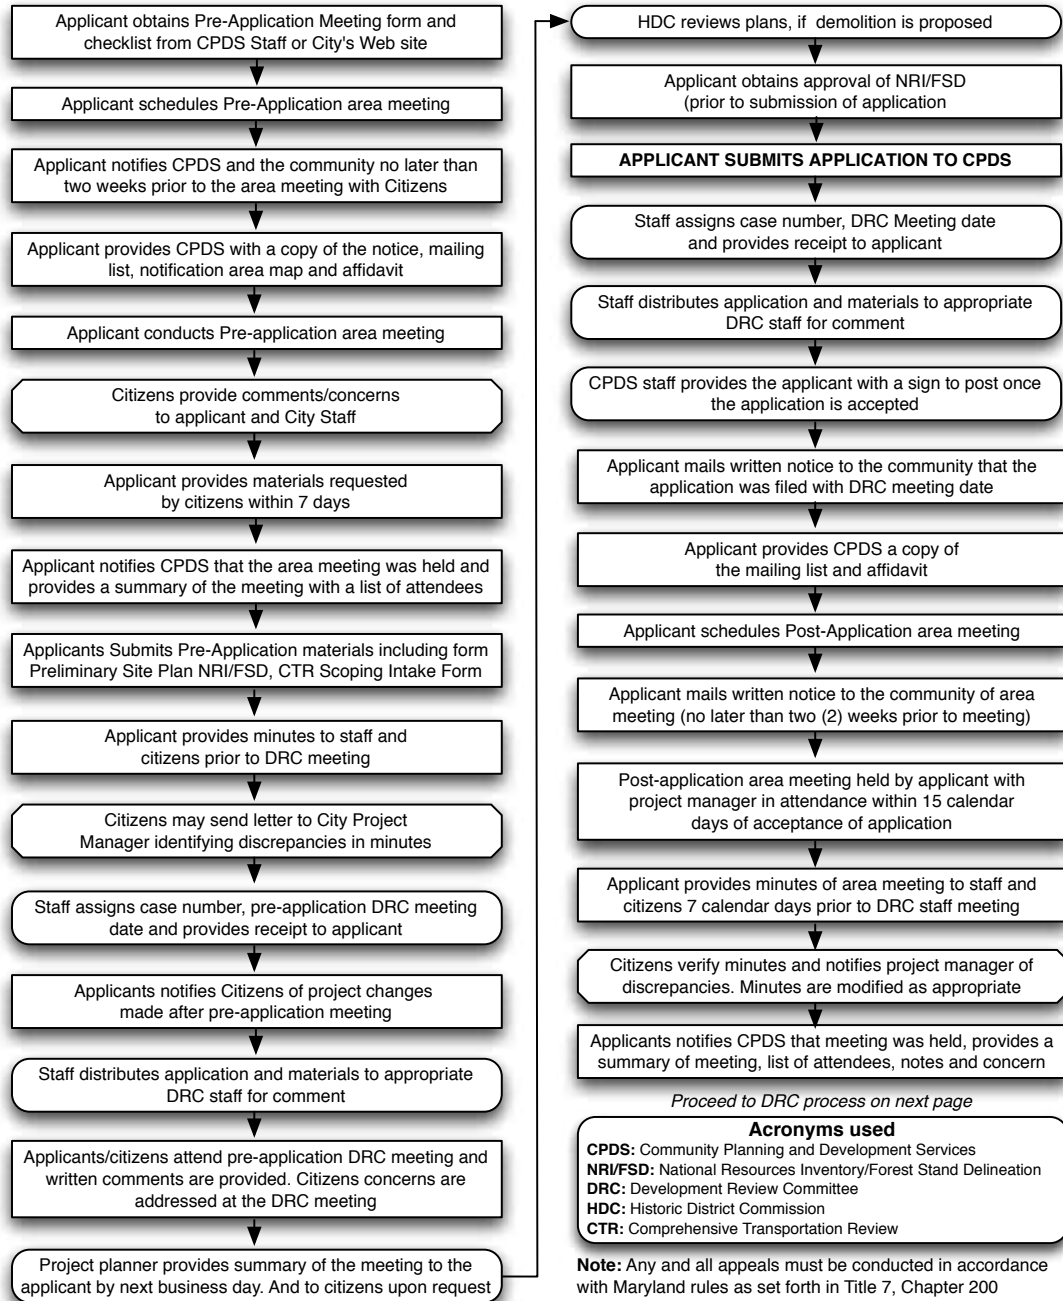 Applicant obtains Pre-Application Meeting form and
checklist from CPDS Staff or City's Web site
Applicant schedules Pre-Application area meeting
Applicant notifies CPDS and the community no later than
two weeks prior to the area meeting with Citizens
Applicant provides CPDS with a copy of the notice, mailing
list, notification area map and affidavit
Applicant conducts Pre-application area meeting
Citizens provide comments/concerns
to applicant and City Staff
Applicant provides materials requested
by citizens within 7 days
Applicant notifies CPDS that the area meeting was held and
provides a summary of the meeting with a list of attendees
Applicants Submits Pre-Application materials including form
Preliminary Site Plan NRI/FSD, CTR Scoping Intake Form
Applicant provides minutes to staff and
citizens prior to DRC meeting
Citizens may send letter to City Project
Manager identifying discrepancies in minutes
Staff assigns case number, pre-application DRC meeting
date and provides receipt to applicant
Applicants notifies Citizens of project changes
made after pre-application meeting
Staff distributes application and materials to appropriate
DRC staff for comment
Applicants/citizens attend pre-application DRC meeting and
written comments are provided. Citizens concerns are
addressed at the DRC meeting
Project planner provides summary of the meeting to the
applicant by next business day. And to citizens upon request
HDC reviews plans, if demolition is proposed
Applicant obtains approval of NRI/FSD
(prior to submission of application
APPLICANT SUBMITS APPLICATION TO CPDS
Staff assigns case number, DRC Meeting date
and provides receipt to applicant
Staff distributes application and materials to appropriate
DRC staff for comment
CPDS staff provides the applicant with a sign to post once
the application is accepted
Applicant mails written notice to the community that the
application was filed with DRC meeting date
Applicant provides CPDS a copy of
the mailing list and affidavit
Applicant schedules Post-Application area meeting
Applicant mails written notice to the community of area
meeting (no later than two (2) weeks prior to meeting)
Post-application area meeting held by applicant with
project manager in attendance within 15 calendar
days of acceptance of application
Applicant provides minutes of area meeting to staff and
citizens 7 calendar days prior to DRC staff meeting
Citizens verify minutes and notifies project manager of
discrepancies. Minutes are modified as appropriate
Applicants notifies CPDS that meeting was held, provides a
summary of meeting, list of attendees, notes and concern
Proceed to DRC process on next page
Acronyms used
CPDS: Community Planning and Development Services
NRI/FSD: National Resources Inventory/Forest Stand Delineation
DRC: Development Review Committee
HDC: Historic District Commission
CTR: Comprehensive Transportation Review
Note: Any and all appeals must be conducted in accordance
with Maryland rules as set forth in Title 7, Chapter 200